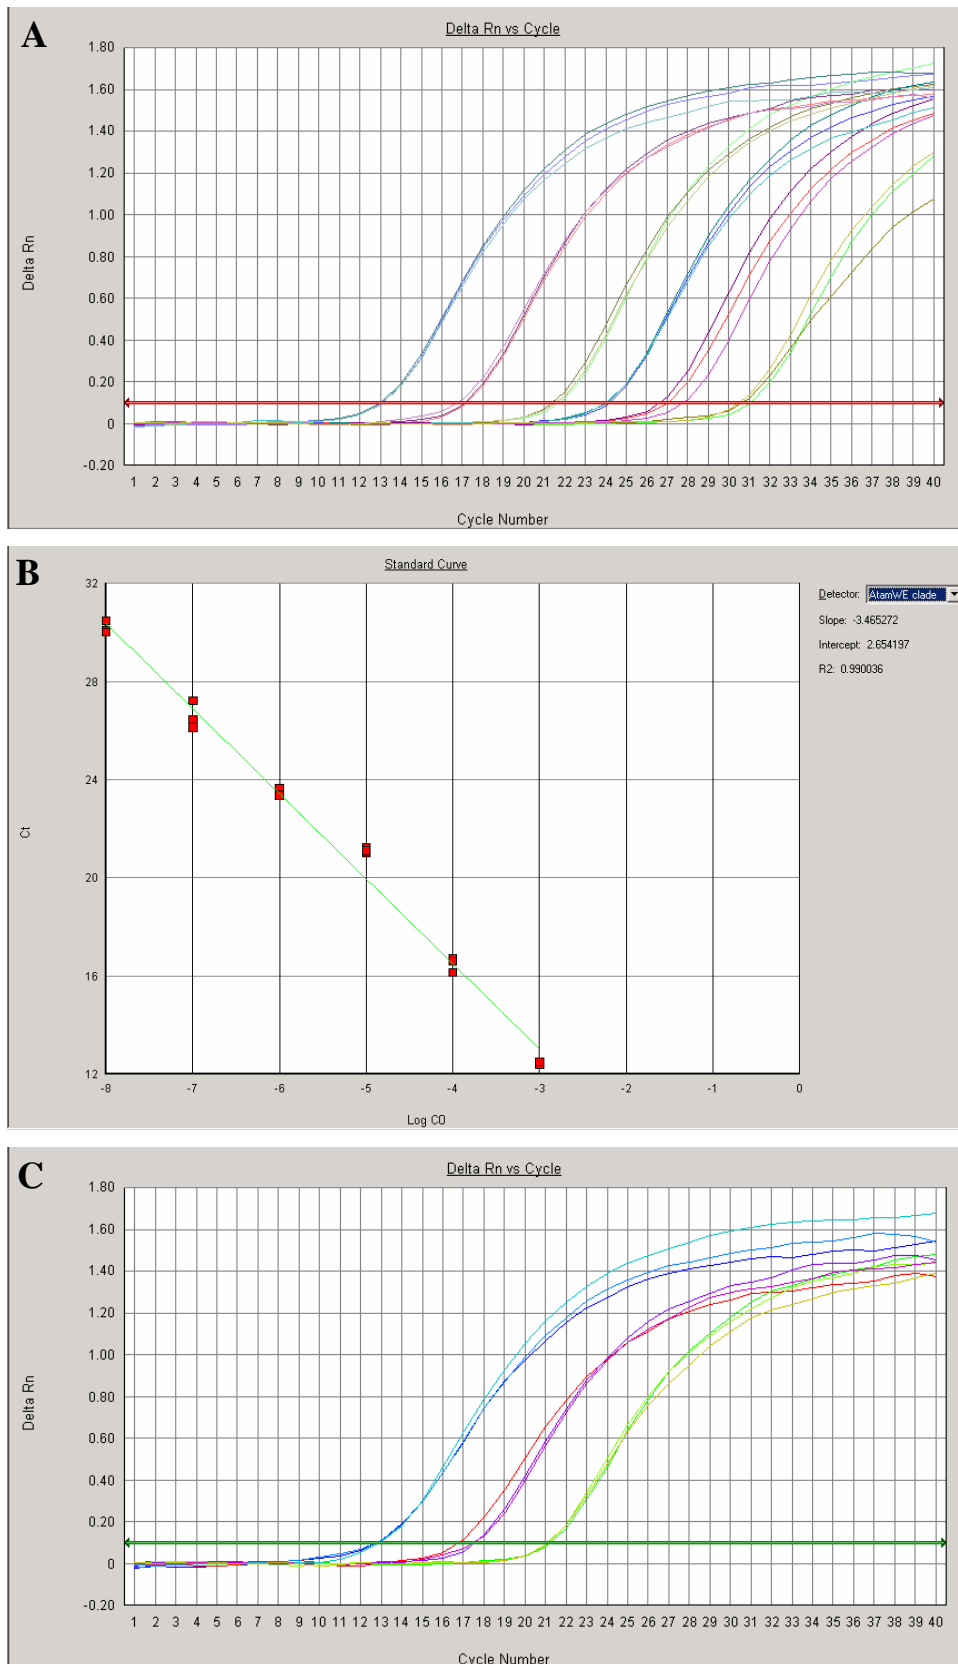 A
Delta Rn vs Cycle
1.80
1.60
1.40
1.20
1.00
0.80
0.60
0.40
0.20
0
-0.20
Delta Rn
1 2 3 4 5 6 7 8 9 10 11 12 13 14 15 16 17 18 19 20 21 22 23 24 25 26 27 28 29 30 31 32 33 34 35 36 37 38 39 40
Cycle Number
B
Standard Curve
32
28
24
20
16
12
Ct
-8 -7 -6 -5 -4 -3 -2 -1 0
Log C0
Detector: AtamWE clade
Slope: -3.465272
Intercept: 2.654197
R2: 0.990036
C
Delta Rn vs Cycle
1.80
1.60
1.40
1.20
1.00
0.80
0.60
0.40
0.20
0
-0.20
Delta Rn
1 2 3 4 5 6 7 8 9 10 11 12 13 14 15 16 17 18 19 20 21 22 23 24 25 26 27 28 29 30 31 32 33 34 35 36 37 38 39 40
Cycle Number